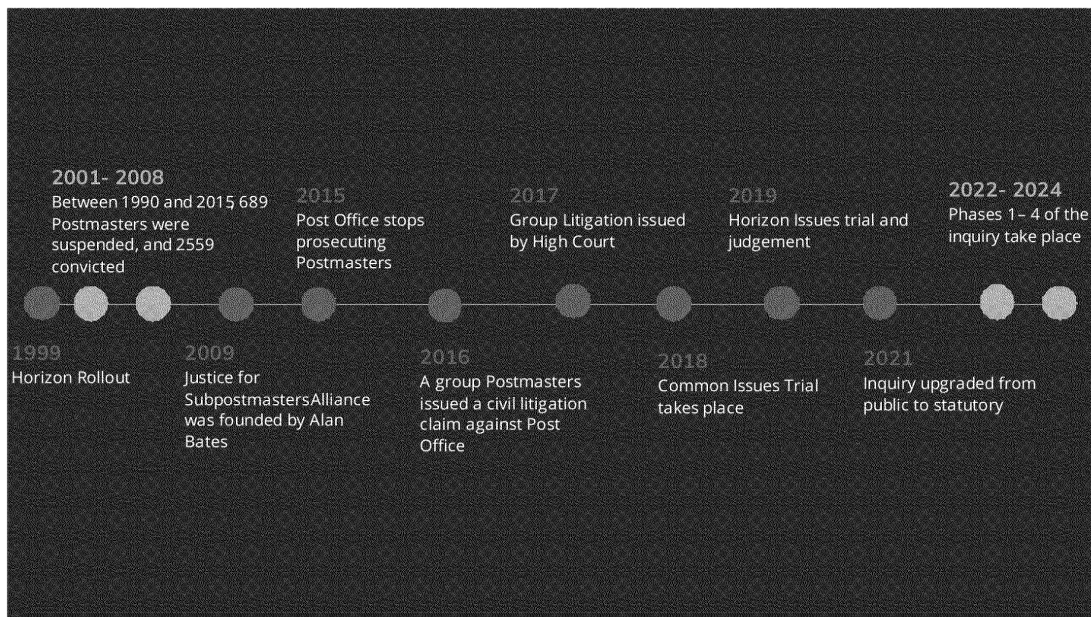 2001- 2008
Between 1990 and 2015, 689
Postmasters were
suspended, and 2559
convicted
2015
Post Office stops
prosecuting
Postmasters
2017
Group Litigation issued
by High Court
2019
Horizon Issues trial and
judgement
2022- 2024
Phases 1– 4 of the
inquiry take place
1999
Horizon Rollout
2009
Justice for
SubpostmastersAlliance
was founded by Alan
Bates
2016
A group Postmasters
issued a civil litigation
claim against Post
Office
2018
Common Issues Trial
takes place
2021
Inquiry upgraded from
public to statutory